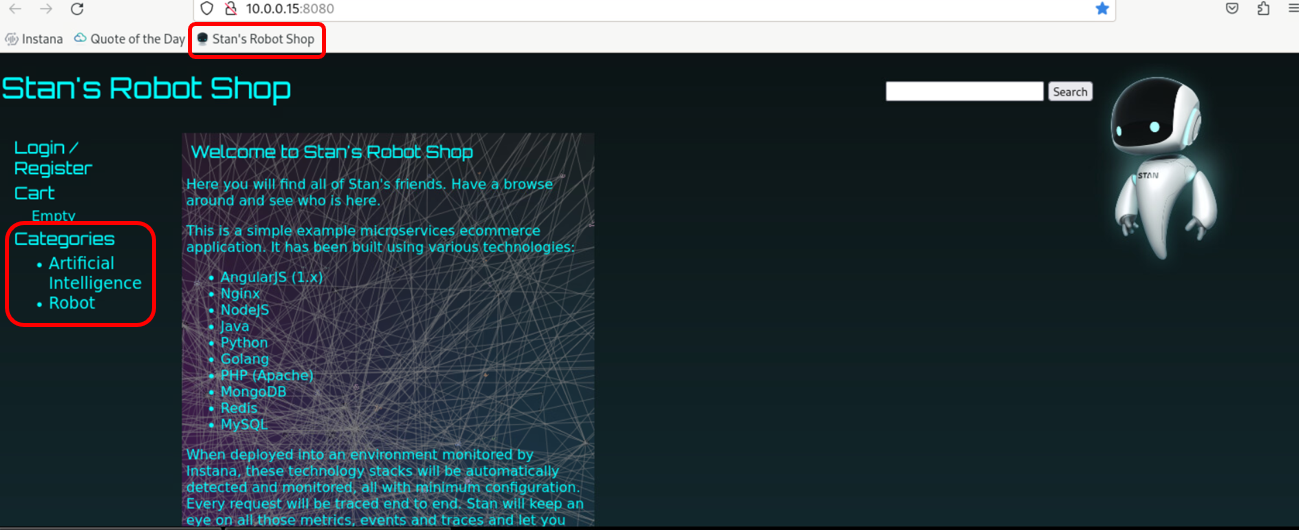 10.0.0.15:8080
Instana
Quote of the Day
Stan's Robot Shop
Stan's Robot Shop
Search
STAN
Login /
Register
Cart
Empty
Categories
Artificial
Intelligence
Robot
Welcome to Stan's Robot Shop
Here you will find all of Stan's friends. Have a browse
around and see who is here.
This is a simple example microservices ecommerce
application. It has been built using various technologies:
AngularJS (1.x)
Nginx
NodeJS
Java
Python
Golang
PHP (Apache)
MongoDB
Redis
MySQL
When deployed into an environment monitored by
Instana, these technology stacks will be automatically
detected and monitored, all with minimum configuration.
Every request will be traced end to end. Stan will keep an
eye on all those metrics, events and traces and let you